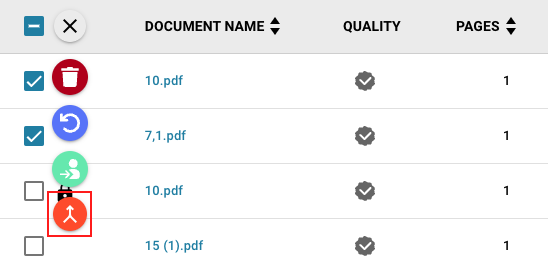 DOCUMENT NAME QUALITY PAGES
10.pdf 1
7,1.pdf 1
10.pdf 1
15 (1).pdf 1